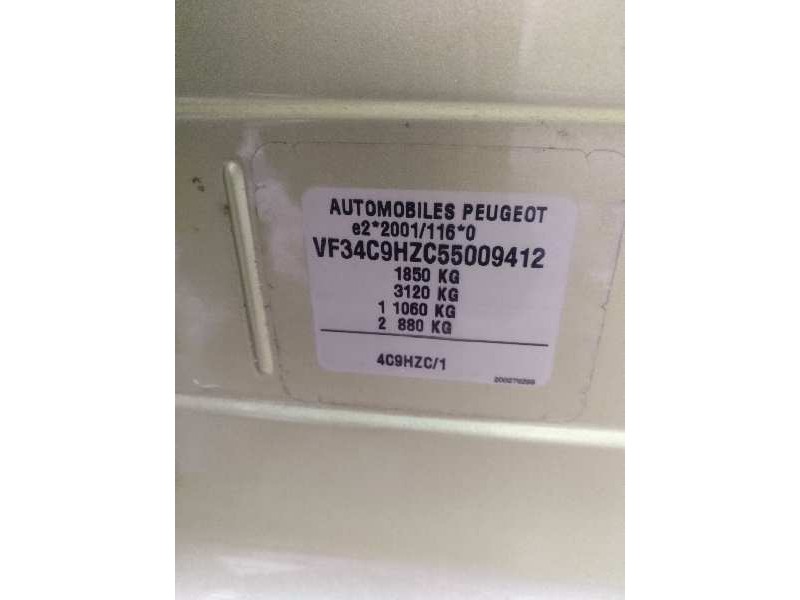 AUTOMOBILES PEUGEOT
e2*2001/116*0
VF34C9HZC55009412
1850 KG
3120 KG
1 1060 KG
2 880 KG
4C9HZC/1